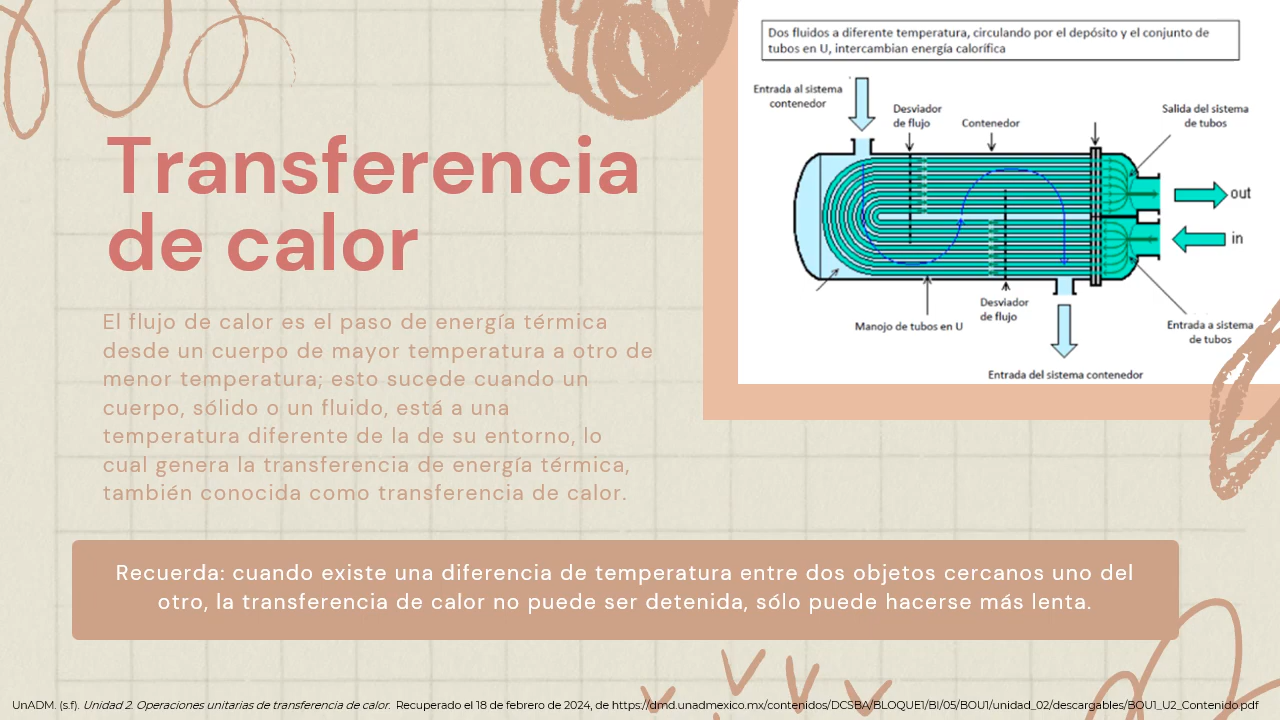 Transferencia
de calor
El flujo de calor es el paso de energía térmica
desde un cuerpo de mayor temperatura a otro de
menor temperatura; esto sucede cuando un
cuerpo, sólido o un fluido, está a una
temperatura diferente de la de su entorno, lo
cual genera la transferencia de energía térmica,
también conocida como transferencia de calor.
Dos fluidos a diferente temperatura, circulando por el depósito y el conjunto de
tubos en U, intercambian energía calorífica
Entrada al sistema
contenedor
Desviador
de flujo
Contenedor
Salida del sistema
de tubos
out
in
Desviador
de flujo
Manojo de tubos en U
Entrada a sistema
de tubos
Entrada del sistema contenedor
Recuerda: cuando existe una diferencia de temperatura entre dos objetos cercanos uno del
otro, la transferencia de calor no puede ser detenida, sólo puede hacerse más lenta.
UnADM. (s.f). Unidad 2. Operaciones unitarias de transferencia de calor. Recuperado el 18 de febrero de 2024, de https://dmd.unadmexico.mx/contenidos/DCSBA/BLOQUE1/BI/05/BOU1/unidad_02/descargables/BOU1_U2_Contenido.pdf